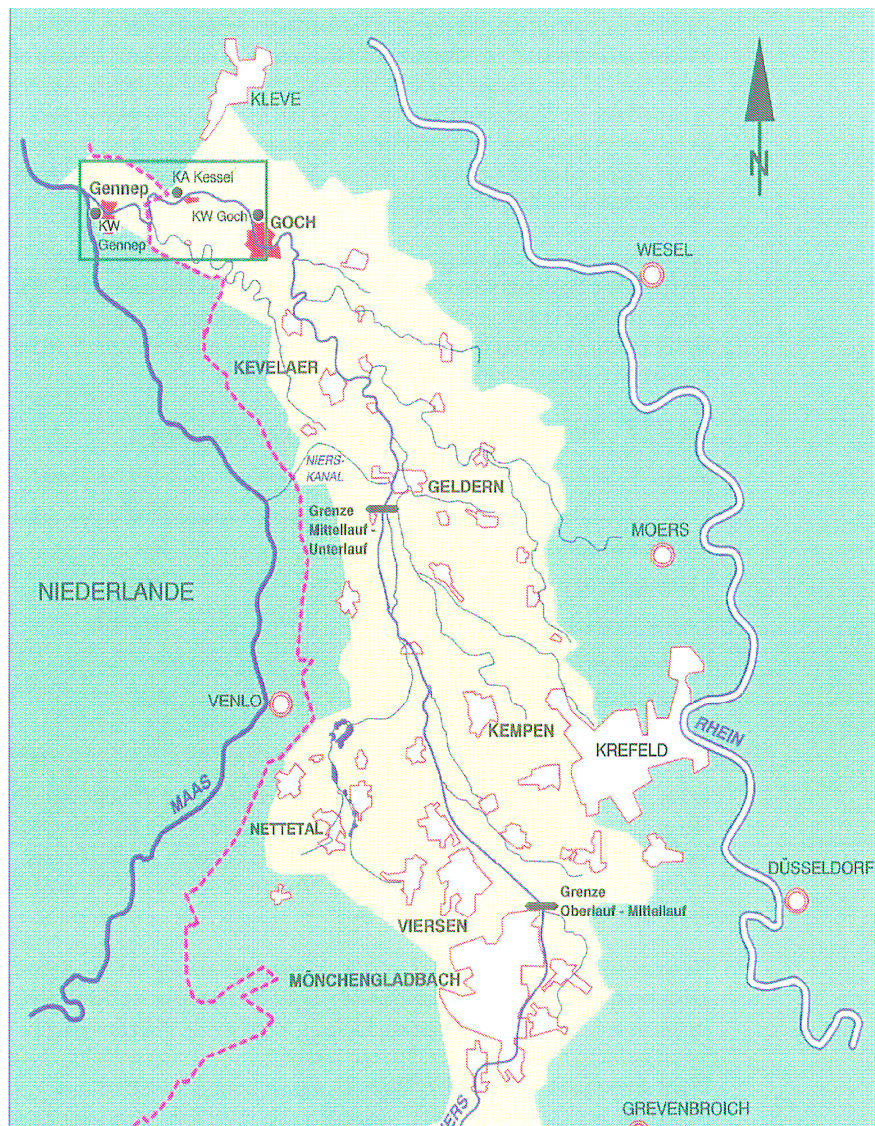 KLEVE
KA Kessel
Gennep
KW Goch
GOCH
KW
Gennep
N
WESEL
KEVELAER
NIERS-
KANAL
GELDERN
Grenze
Mittellauf -
Unterlauf
MOERS
NIEDERLANDE
VENLO
KEMPEN
KREFELD
RHEIN
MAAS
NETTETAL
DÜSSELDORF
Grenze
Oberlauf - Mittellauf
VIERSEN
MÖNCHENGLADBACH
IERS
GREVENBROICH